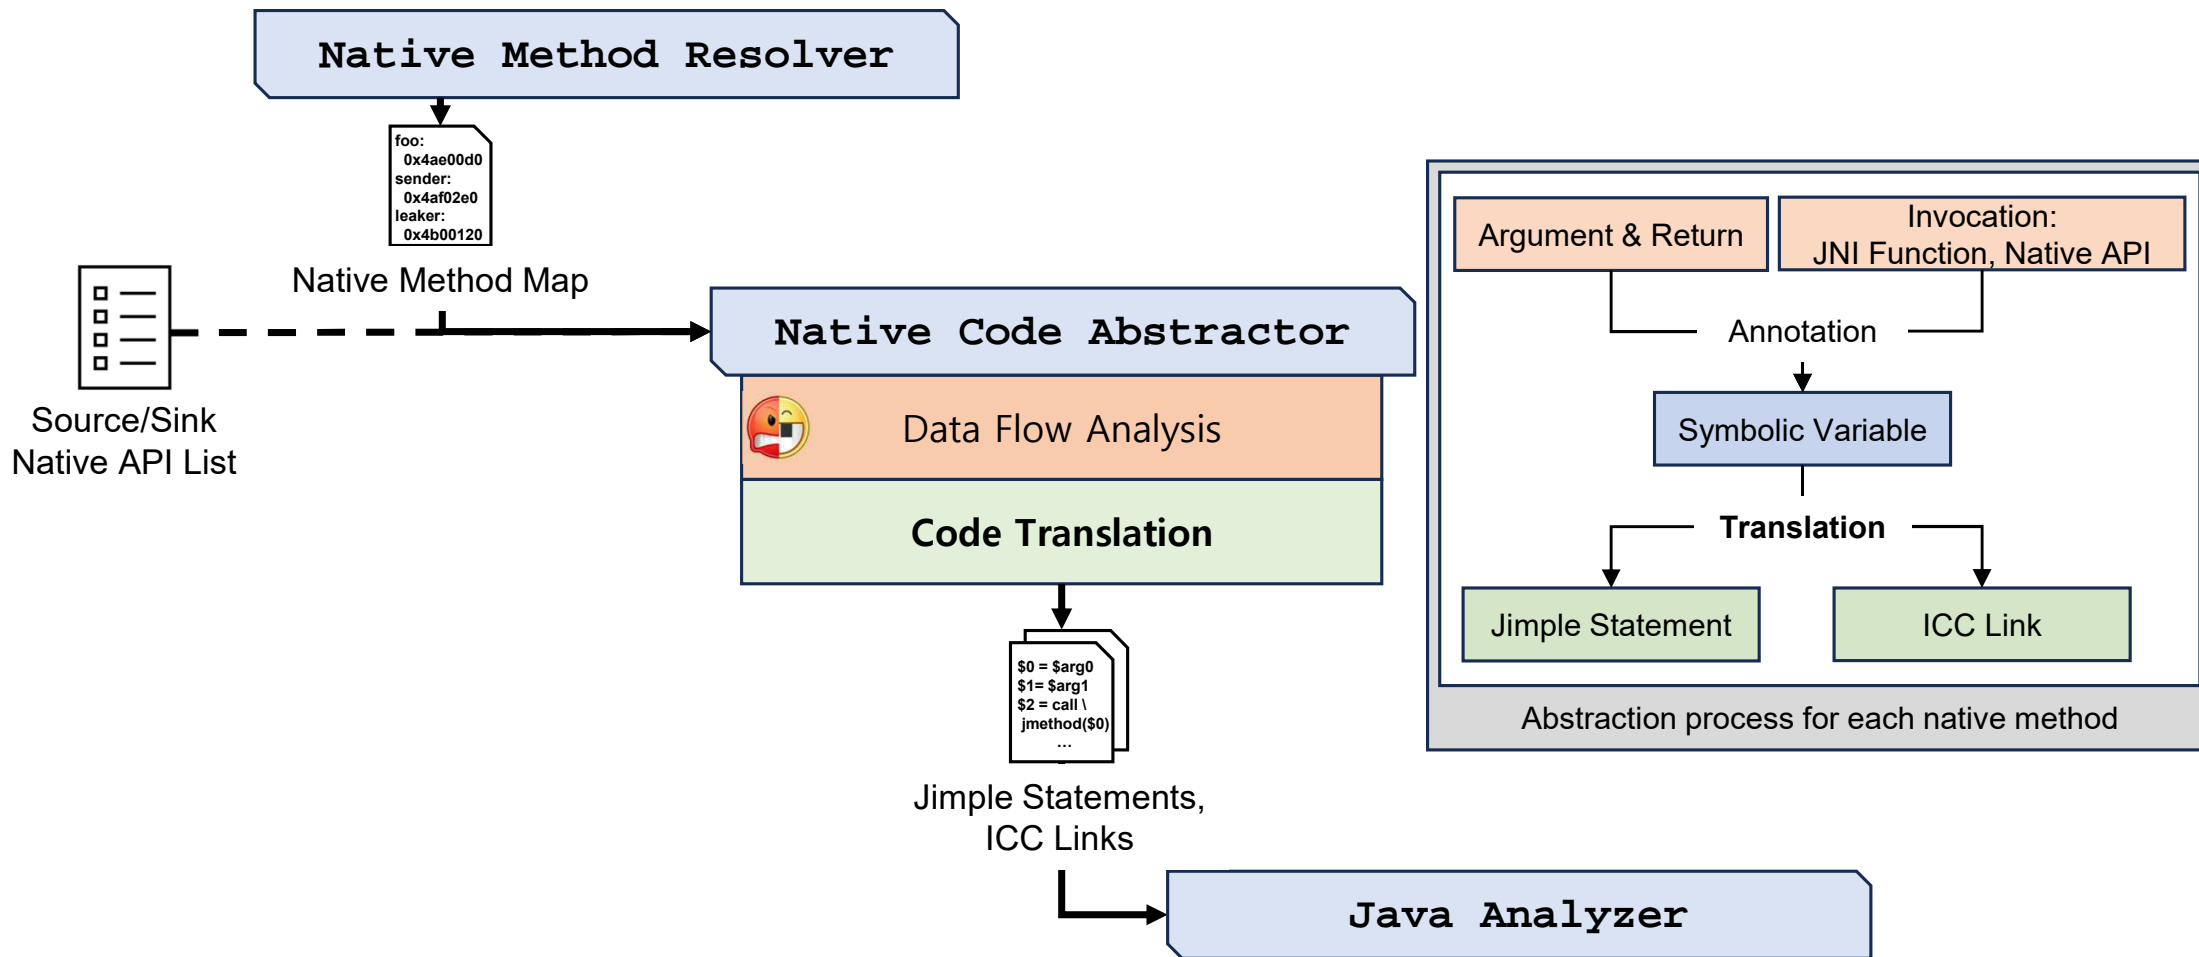 Native Method Resolver
foo:
0x4ae00d0
sender:
0x4af02e0
leaker:
0x4b00120
Native Method Map
Source/Sink
Native API List
Native Code Abstractor
Data Flow Analysis
Code Translation
$0 = $arg0
$1= $arg1
$2 = call \
jmethod($0)
...
Jimple Statements,
ICC Links
Java Analyzer
Argument & Return
Invocation:
JNI Function, Native API
Annotation
Symbolic Variable
Translation
Jimple Statement
ICC Link
Abstraction process for each native method